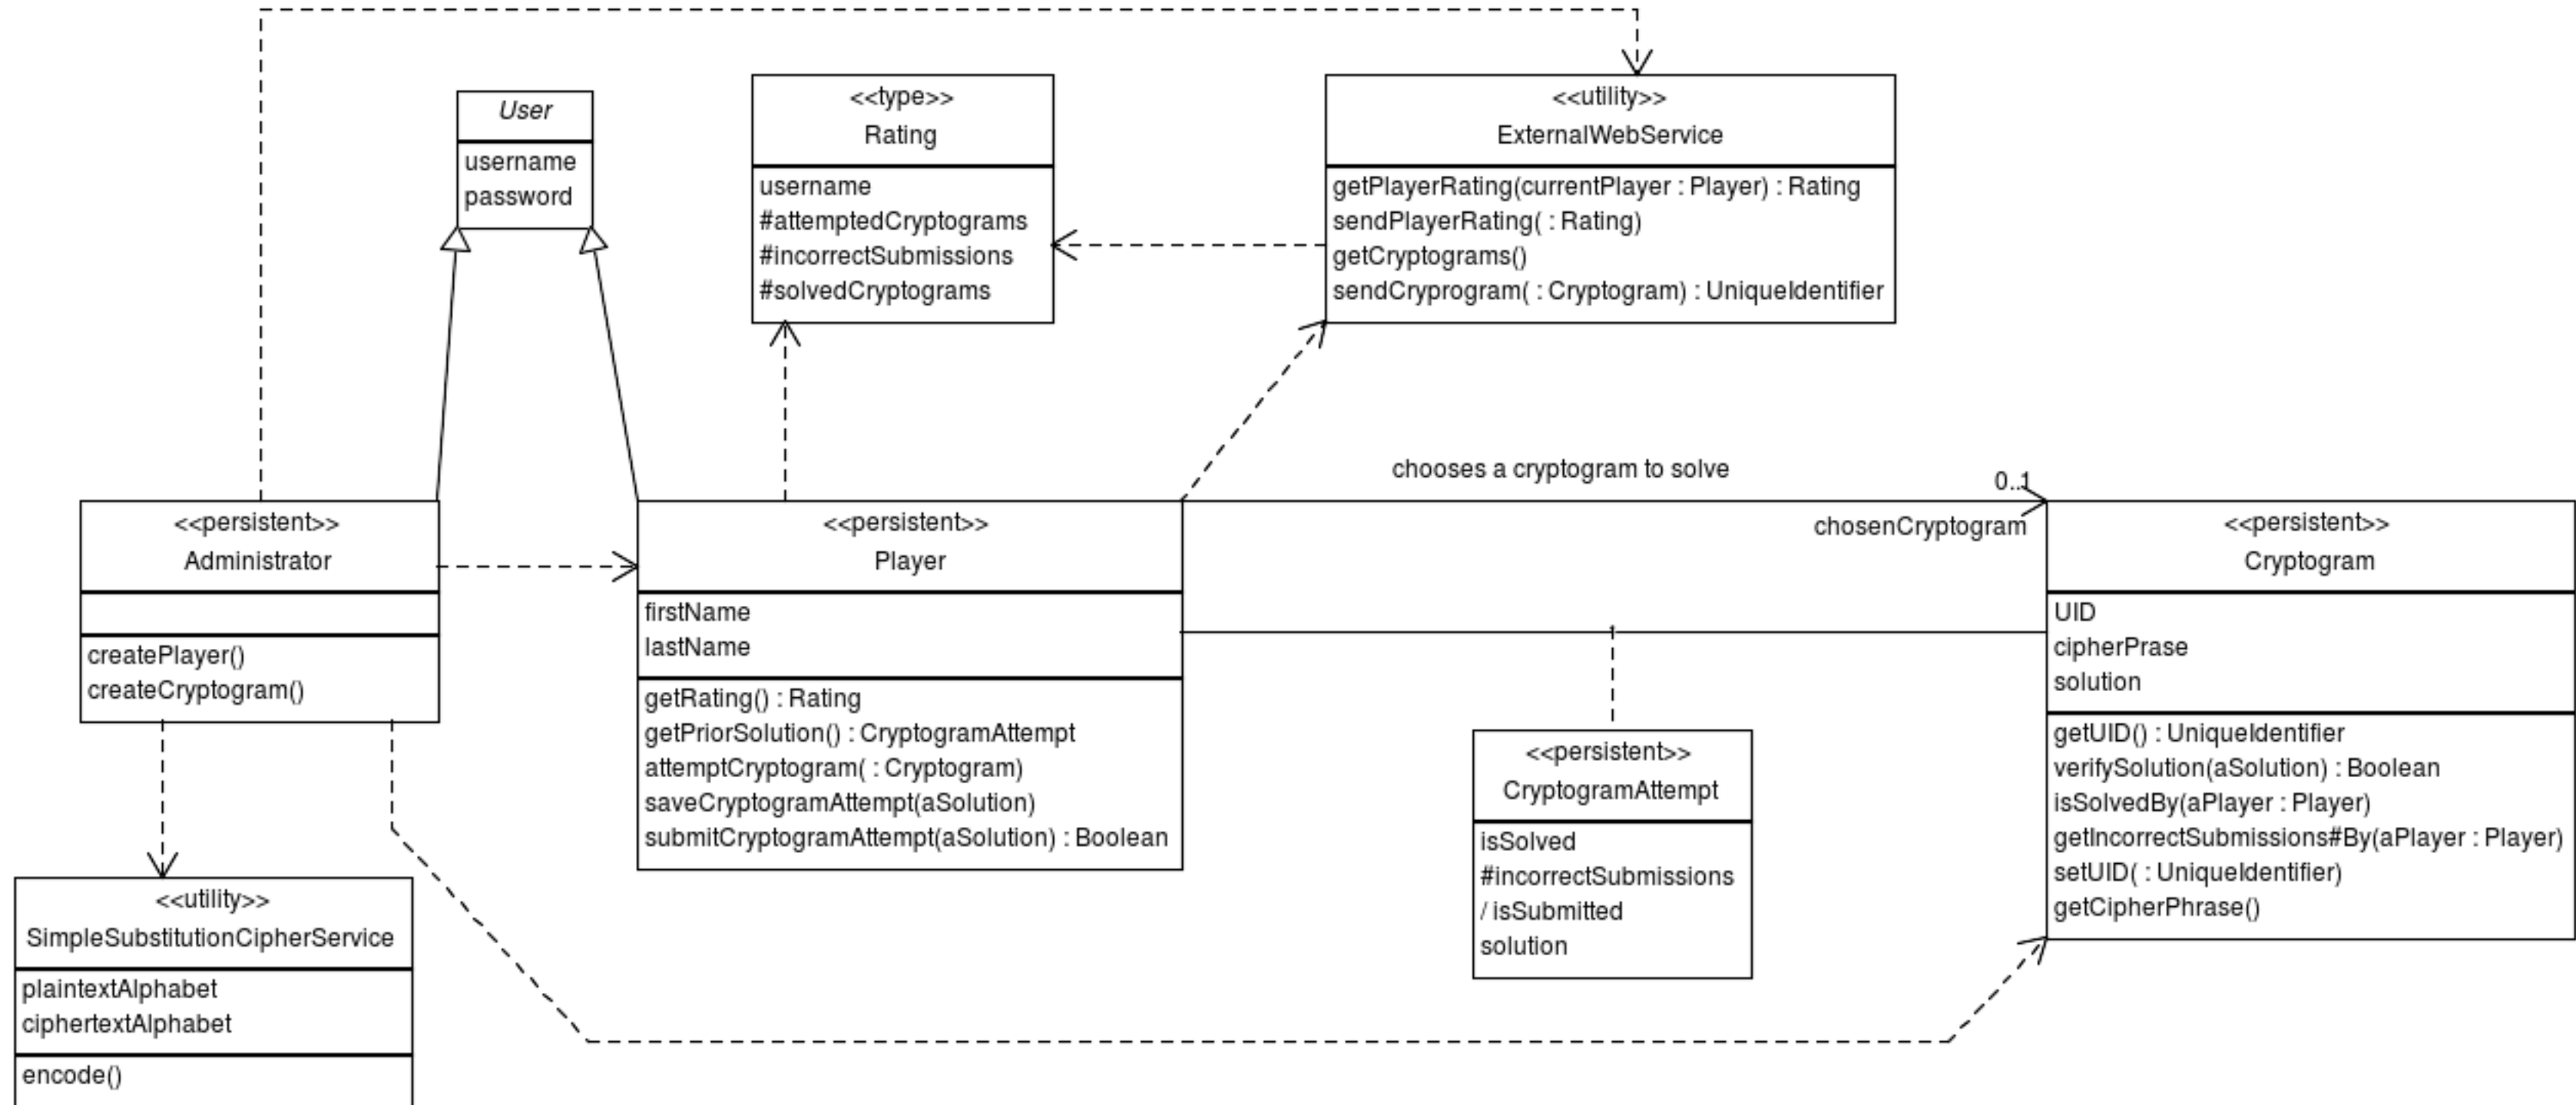 User
username
password
<<type>>
Rating
username
#attemptedCryptograms
#incorrectSubmissions
#solvedCryptograms
<<utility>>
ExternalWebService
getPlayerRating(currentPlayer : Player) : Rating
sendPlayerRating( : Rating)
getCryptograms()
sendCryprogram( : Cryptogram) : UniqueIdentifier
<<persistent>>
Administrator
createPlayer()
createCryptogram()
<<persistent>>
Player
firstName
lastName
getRating() : Rating
getPriorSolution() : CryptogramAttempt
attemptCryptogram( : Cryptogram)
saveCryptogramAttempt(aSolution)
submitCryptogramAttempt(aSolution) : Boolean
chooses a cryptogram to solve
0..1
chosenCryptogram
<<persistent>>
Cryptogram
UID
cipherPrase
solution
getUID() : UniqueIdentifier
verifySolution(aSolution) : Boolean
isSolvedBy(aPlayer : Player)
getIncorrectSubmissions#By(aPlayer : Player)
setUID( : UniqueIdentifier)
getCipherPhrase()
<<persistent>>
CryptogramAttempt
isSolved
#incorrectSubmissions
/ isSubmitted
solution
<<utility>>
SimpleSubstitutionCipherService
plaintextAlphabet
ciphertextAlphabet
encode()